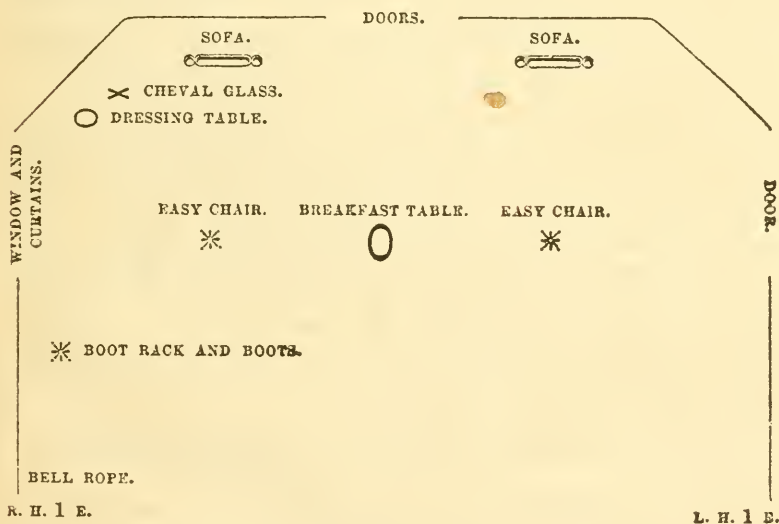 DOORS.
SOFA.
SOFA.
CHEVAL GLASS.
DRESSING TABLE.
WINDOW AND
CURTAINS.
EASY CHAIR.
BREAKFAST TABLE.
EASY CHAIR.
DOOR.
BOOT RACK AND BOOTS.
BELL ROPE.
R. H. 1 E.
L. H. 1 E.